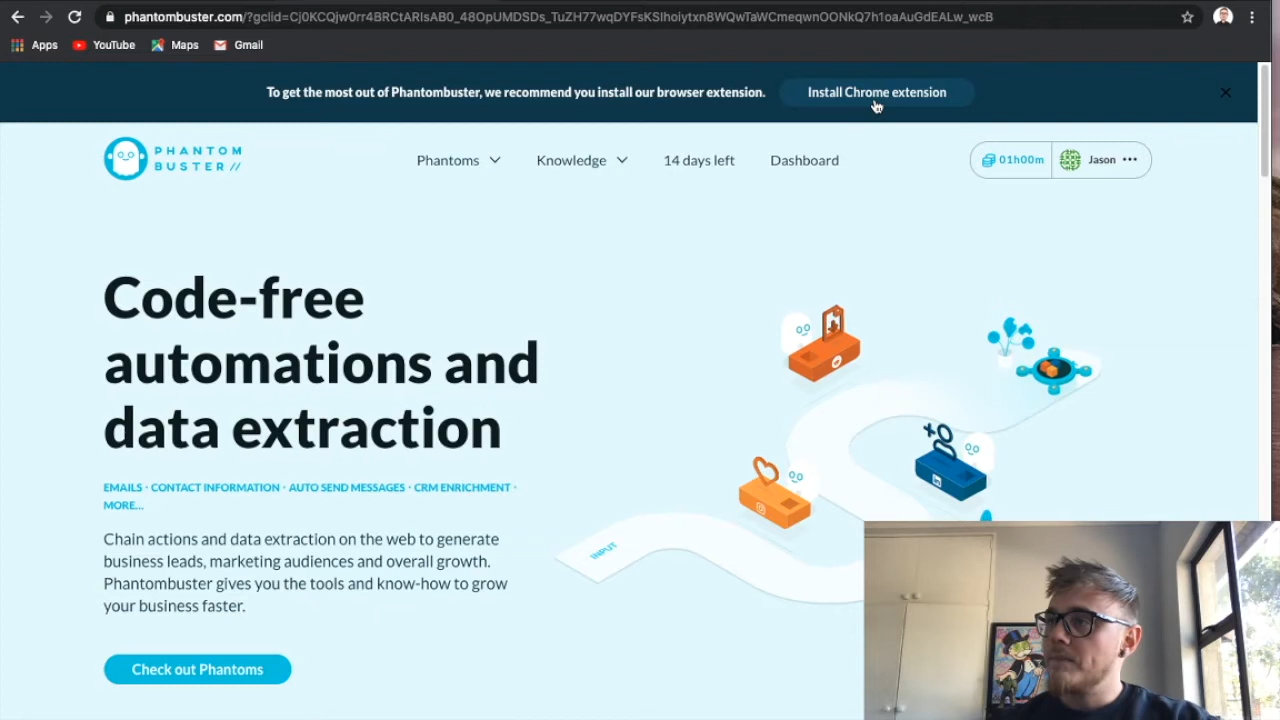 phantombuster.com/?gclid=Cj0KCQjw0rr4BRCtARIsAB0_48OpUMDSDs_TuZH77wqDYFsKSIhoiytxn8WQwTaWCmeqwnOONkQ7h1oaAuGdEALw_wcB
Apps YouTube Maps Gmail
To get the most out of Phantombuster, we recommend you install our browser extension. Install Chrome extension
PHANTOM
BUSTER //
Phantoms Knowledge 14 days left Dashboard 01h00m Jason •••
Code-free
automations and
data extraction
EMAILS · CONTACT INFORMATION · AUTO SEND MESSAGES · CRM ENRICHMENT ·
MORE...
Chain actions and data extraction on the web to generate
business leads, marketing audiences and overall growth.
Phantombuster gives you the tools and know-how to grow
your business faster.
INPUT
in
Check out Phantoms